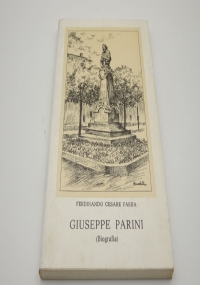 FERDINANDO CESARE FARRA
GIUSEPPE PARINI
(Biografia)